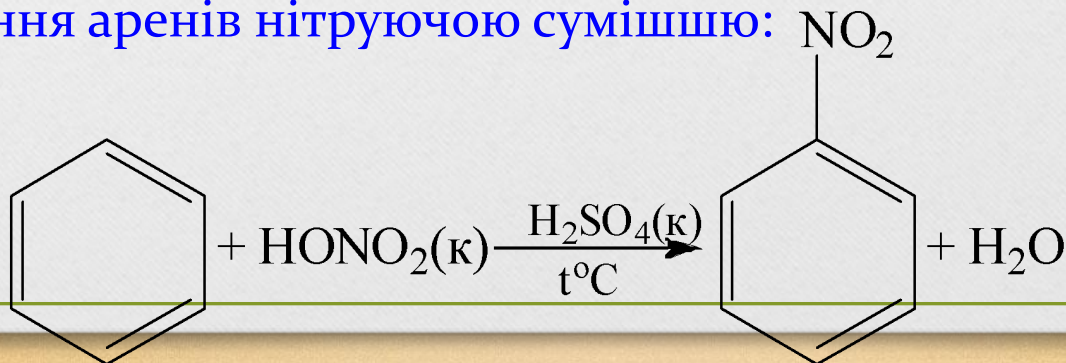 ння аренів нітруючою сумішшю:
NO₂
H₂SO₄(к)
+ HONO₂(к) + H₂O
t°C